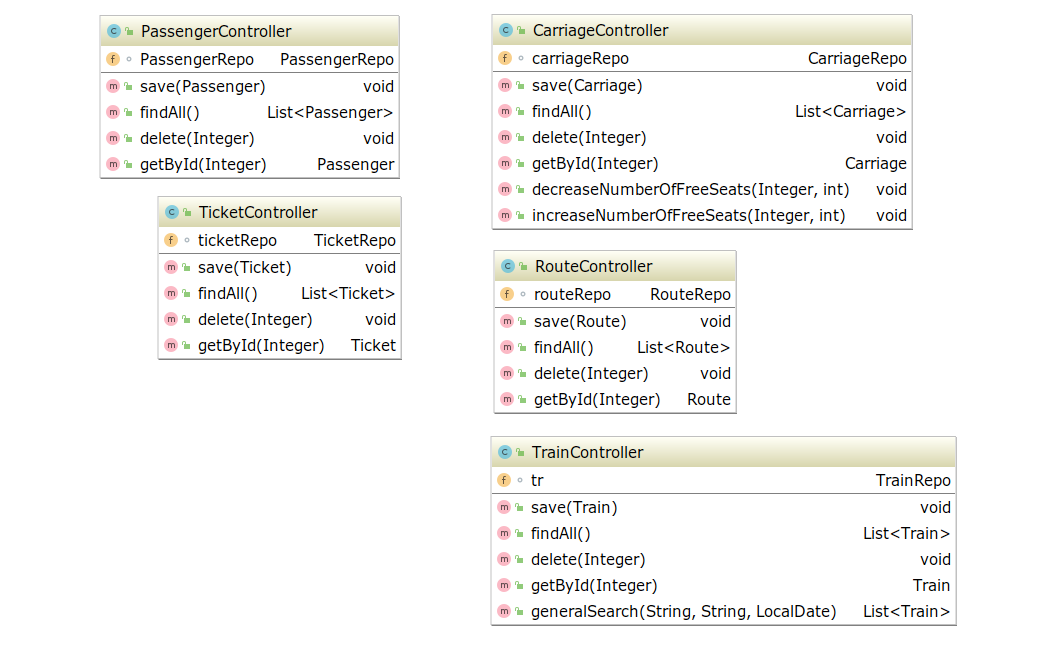 PassengerController
PassengerRepo PassengerRepo
save(Passenger) void
findAll() List<Passenger>
delete(Integer) void
getById(Integer) Passenger
TicketController
ticketRepo TicketRepo
save(Ticket) void
findAll() List<Ticket>
delete(Integer) void
getById(Integer) Ticket
CarriageController
carriageRepo CarriageRepo
save(Carriage) void
findAll() List<Carriage>
delete(Integer) void
getById(Integer) Carriage
decreaseNumberOfFreeSeats(Integer, int) void
increaseNumberOfFreeSeats(Integer, int) void
RouteController
routeRepo RouteRepo
save(Route) void
findAll() List<Route>
delete(Integer) void
getById(Integer) Route
TrainController
tr TrainRepo
save(Train) void
findAll() List<Train>
delete(Integer) void
getById(Integer) Train
generalSearch(String, String, LocalDate) List<Train>